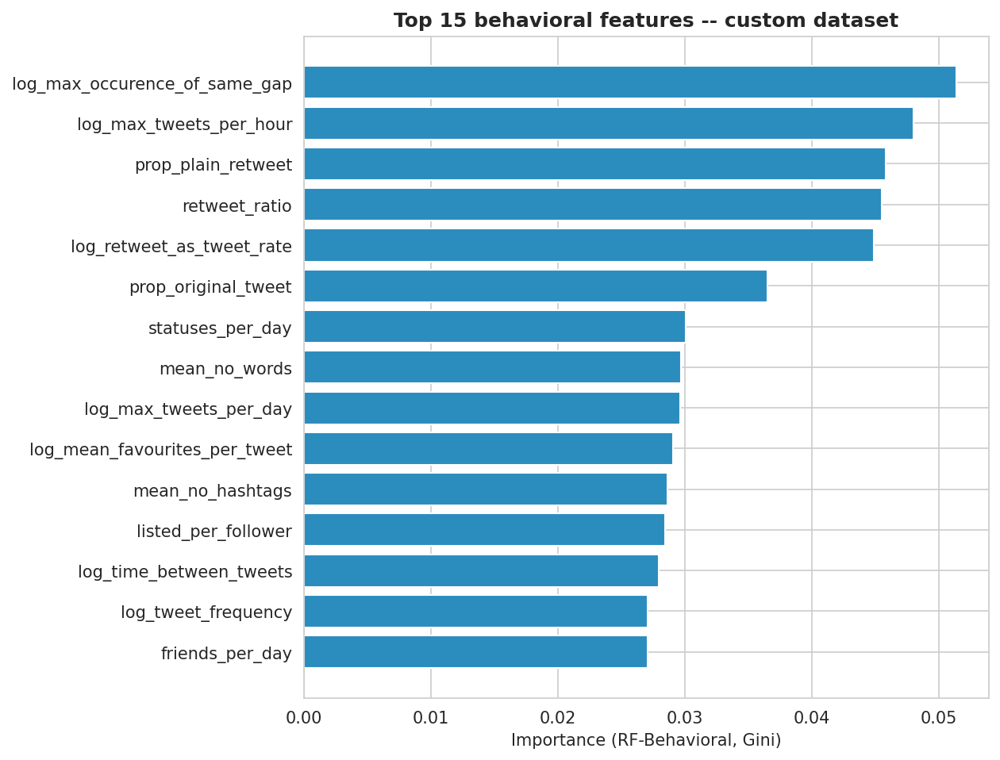 Top 15 behavioral features -- custom dataset
log_max_occurence_of_same_gap
log_max_tweets_per_hour
prop_plain_retweet
retweet_ratio
log_retweet_as_tweet_rate
prop_original_tweet
statuses_per_day
mean_no_words
log_max_tweets_per_day
log_mean_favourites_per_tweet
mean_no_hashtags
listed_per_follower
log_time_between_tweets
log_tweet_frequency
friends_per_day
0.00 0.01 0.02 0.03 0.04 0.05
Importance (RF-Behavioral, Gini)